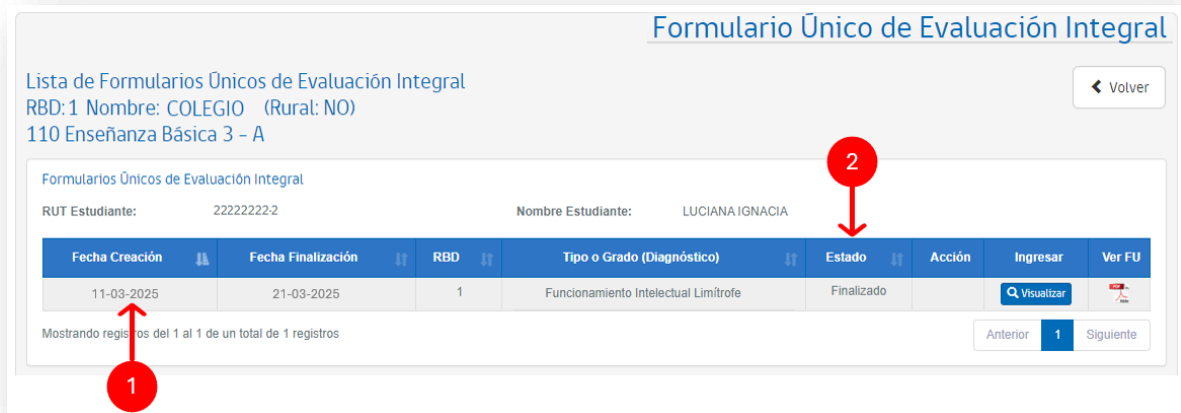 Formulario Único de Evaluación Integral
Lista de Formularios Únicos de Evaluación Integral
Volver
RBD: 1 Nombre: COLEGIO (Rural: NO)
110 Enseñanza Básica 3 - A
2
Formularios Únicos de Evaluación Integral
RUT Estudiante: 22222222-2 Nombre Estudiante: LUCIANA IGNACIA
Fecha Creación Fecha Finalización RBD Tipo o Grado (Diagnóstico) Estado Acción Ingresar Ver FU
11-03-2025 21-03-2025 1 Funcionamiento Intelectual Limítrofe Finalizado Visualizar
Mostrando registros del 1 al 1 de un total de 1 registros Anterior 1 Siguiente
1